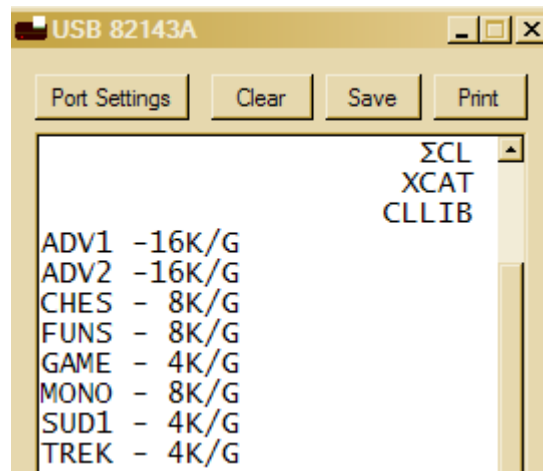 USB 82143A
Port Settings Clear Save Print
ΣCL
XCAT
CLLIB
ADV1 -16K/G
ADV2 -16K/G
CHES - 8K/G
FUNS - 8K/G
GAME - 4K/G
MONO - 8K/G
SUD1 - 4K/G
TREK - 4K/G